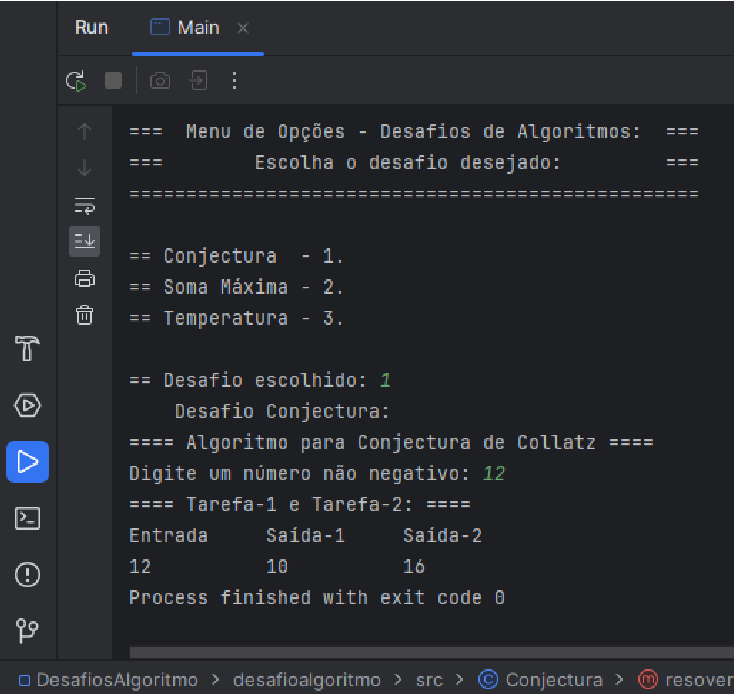 Run Main
=== Menu de Opções - Desafios de Algoritmos: ===
=== Escolha o desafio desejado: ===
==================================================
== Conjectura - 1.
== Soma Máxima - 2.
== Temperatura - 3.
== Desafio escolhido: 1
Desafio Conjectura:
==== Algoritmo para Conjectura de Collatz ====
Digite um número não negativo: 12
==== Tarefa-1 e Tarefa-2: ====
Entrada Saída-1 Saída-2
12 10 16
Process finished with exit code 0
DesafiosAlgoritmo > desafioalgoritmo > src > Conjectura > resover